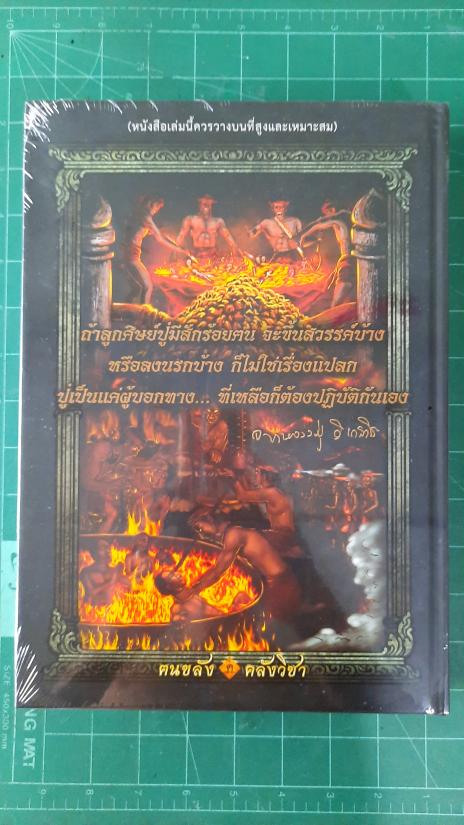 (หนังสือเล่มนี้ควรวางบนที่สูงและเหมาะสม)
ถ้าลูกศิษย์ปู่มีสักร้อยคน จะขึ้นสวรรค์บ้าง
หรือลงนรกบ้าง ก็ไม่ใช่เรื่องแปลก
ปู่เป็นแค่ผู้บอกทาง... ที่เหลือก็ต้องปฏิบัติกันเอง
คนขลัง คลังวิชา
SIZE 450x300 mm
NG MAT